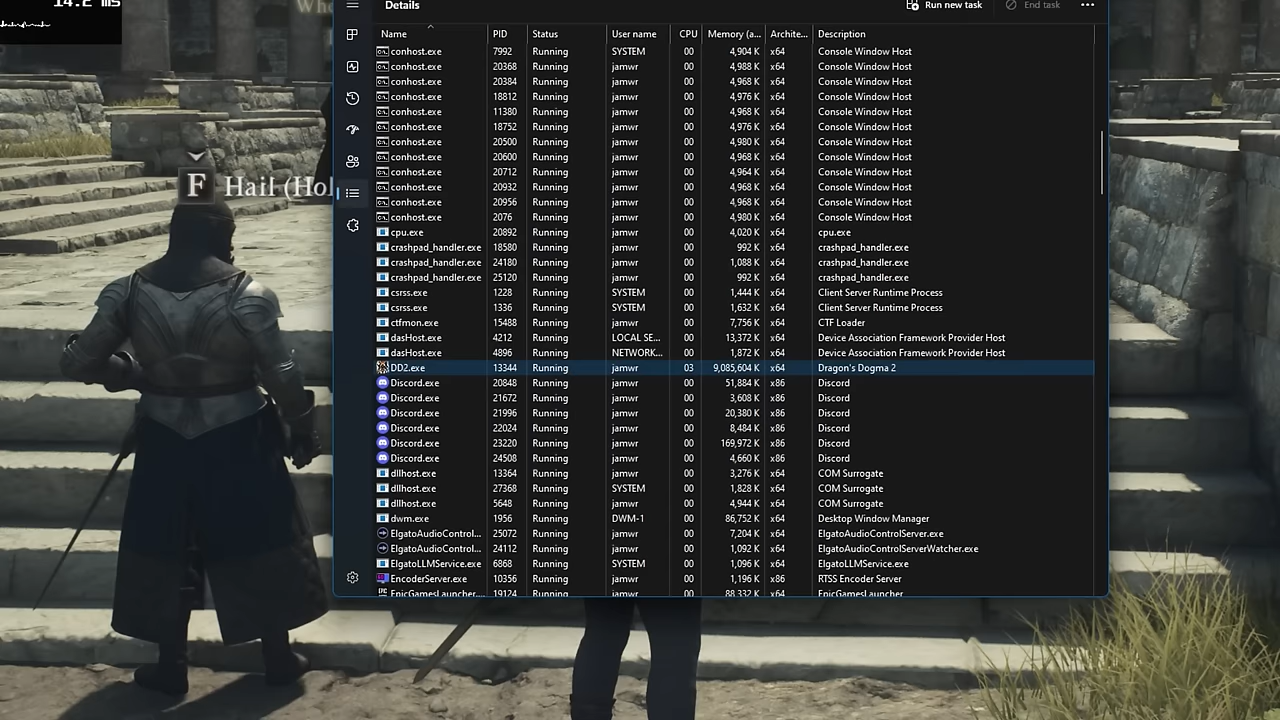 14.2 ms
Details
Run new task
End task
Name PID Status User name CPU Memory (a... Archite... Description
conhost.exe 7992 Running SYSTEM 00 4,904 K x64 Console Window Host
conhost.exe 20368 Running jamwr 00 4,988 K x64 Console Window Host
conhost.exe 20384 Running jamwr 00 4,968 K x64 Console Window Host
conhost.exe 18812 Running jamwr 00 4,976 K x64 Console Window Host
conhost.exe 11380 Running jamwr 00 4,968 K x64 Console Window Host
conhost.exe 18752 Running jamwr 00 4,976 K x64 Console Window Host
conhost.exe 20500 Running jamwr 00 4,980 K x64 Console Window Host
conhost.exe 20600 Running jamwr 00 4,968 K x64 Console Window Host
conhost.exe 20712 Running jamwr 00 4,964 K x64 Console Window Host
conhost.exe 20932 Running jamwr 00 4,968 K x64 Console Window Host
conhost.exe 20956 Running jamwr 00 4,968 K x64 Console Window Host
conhost.exe 2076 Running jamwr 00 4,980 K x64 Console Window Host
cpu.exe 20892 Running jamwr 00 4,020 K x64 cpu.exe
crashpad_handler.exe 18580 Running jamwr 00 992 K x64 crashpad_handler.exe
crashpad_handler.exe 24180 Running jamwr 00 1,088 K x64 crashpad_handler.exe
crashpad_handler.exe 25120 Running jamwr 00 992 K x64 crashpad_handler.exe
csrss.exe 1228 Running SYSTEM 00 1,444 K x64 Client Server Runtime Process
csrss.exe 1336 Running SYSTEM 00 1,632 K x64 Client Server Runtime Process
ctfmon.exe 15488 Running jamwr 00 7,756 K x64 CTF Loader
dasHost.exe 4212 Running LOCAL SE... 00 13,372 K x64 Device Association Framework Provider Host
dasHost.exe 4896 Running NETWORK... 00 1,872 K x64 Device Association Framework Provider Host
DD2.exe 13344 Running jamwr 03 9,085,604 K x64 Dragon's Dogma 2
Discord.exe 20848 Running jamwr 00 51,884 K x86 Discord
Discord.exe 21672 Running jamwr 00 3,608 K x86 Discord
Discord.exe 21996 Running jamwr 00 20,380 K x86 Discord
Discord.exe 22024 Running jamwr 00 8,484 K x86 Discord
Discord.exe 23220 Running jamwr 00 169,972 K x86 Discord
Discord.exe 24508 Running jamwr 00 4,660 K x86 Discord
dllhost.exe 13364 Running jamwr 00 3,276 K x64 COM Surrogate
dllhost.exe 27368 Running SYSTEM 00 1,828 K x64 COM Surrogate
dllhost.exe 5648 Running jamwr 00 4,944 K x64 COM Surrogate
dwm.exe 1956 Running DWM-1 00 86,752 K x64 Desktop Window Manager
ElgatoAudioControl... 25072 Running jamwr 00 7,204 K x64 ElgatoAudioControlServer.exe
ElgatoAudioControl... 24112 Running jamwr 00 1,092 K x64 ElgatoAudioControlServerWatcher.exe
ElgatoLLMService.exe 6868 Running SYSTEM 00 1,096 K x64 ElgatoLLMService.exe
EncoderServer.exe 10356 Running jamwr 00 1,196 K x86 RTSS Encoder Server
EpicGamesLauncher... 19124 Running jamwr 00 88,332 K x64 EpicGamesLauncher
F Hail (Hol